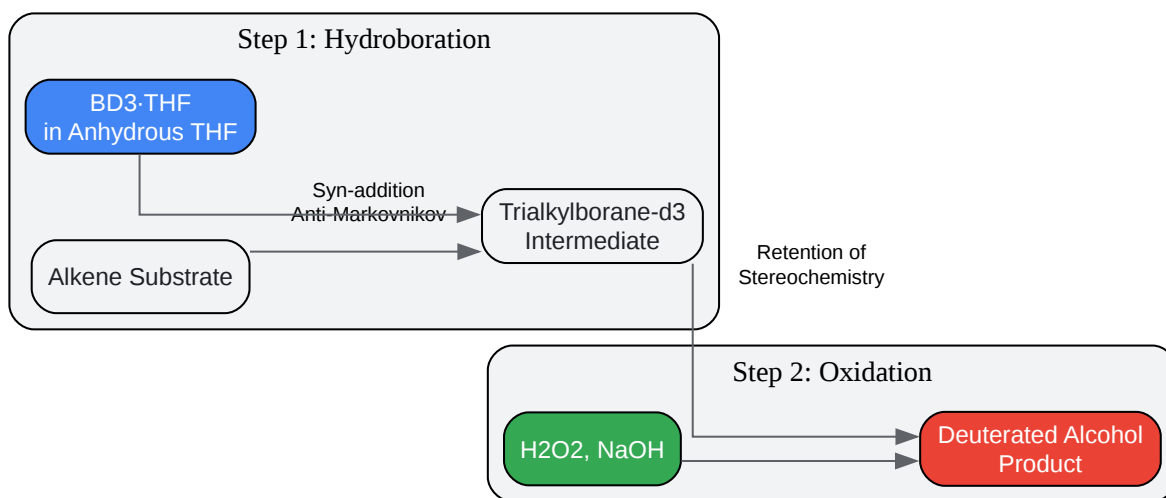 Step 1: Hydroboration
BD3·THF
in Anhydrous THF
Syn-addition
Anti-Markovnikov
Trialkylborane-d3
Intermediate
Alkene Substrate
Retention of
Stereochemistry
Step 2: Oxidation
H2O2, NaOH
Deuterated Alcohol
Product